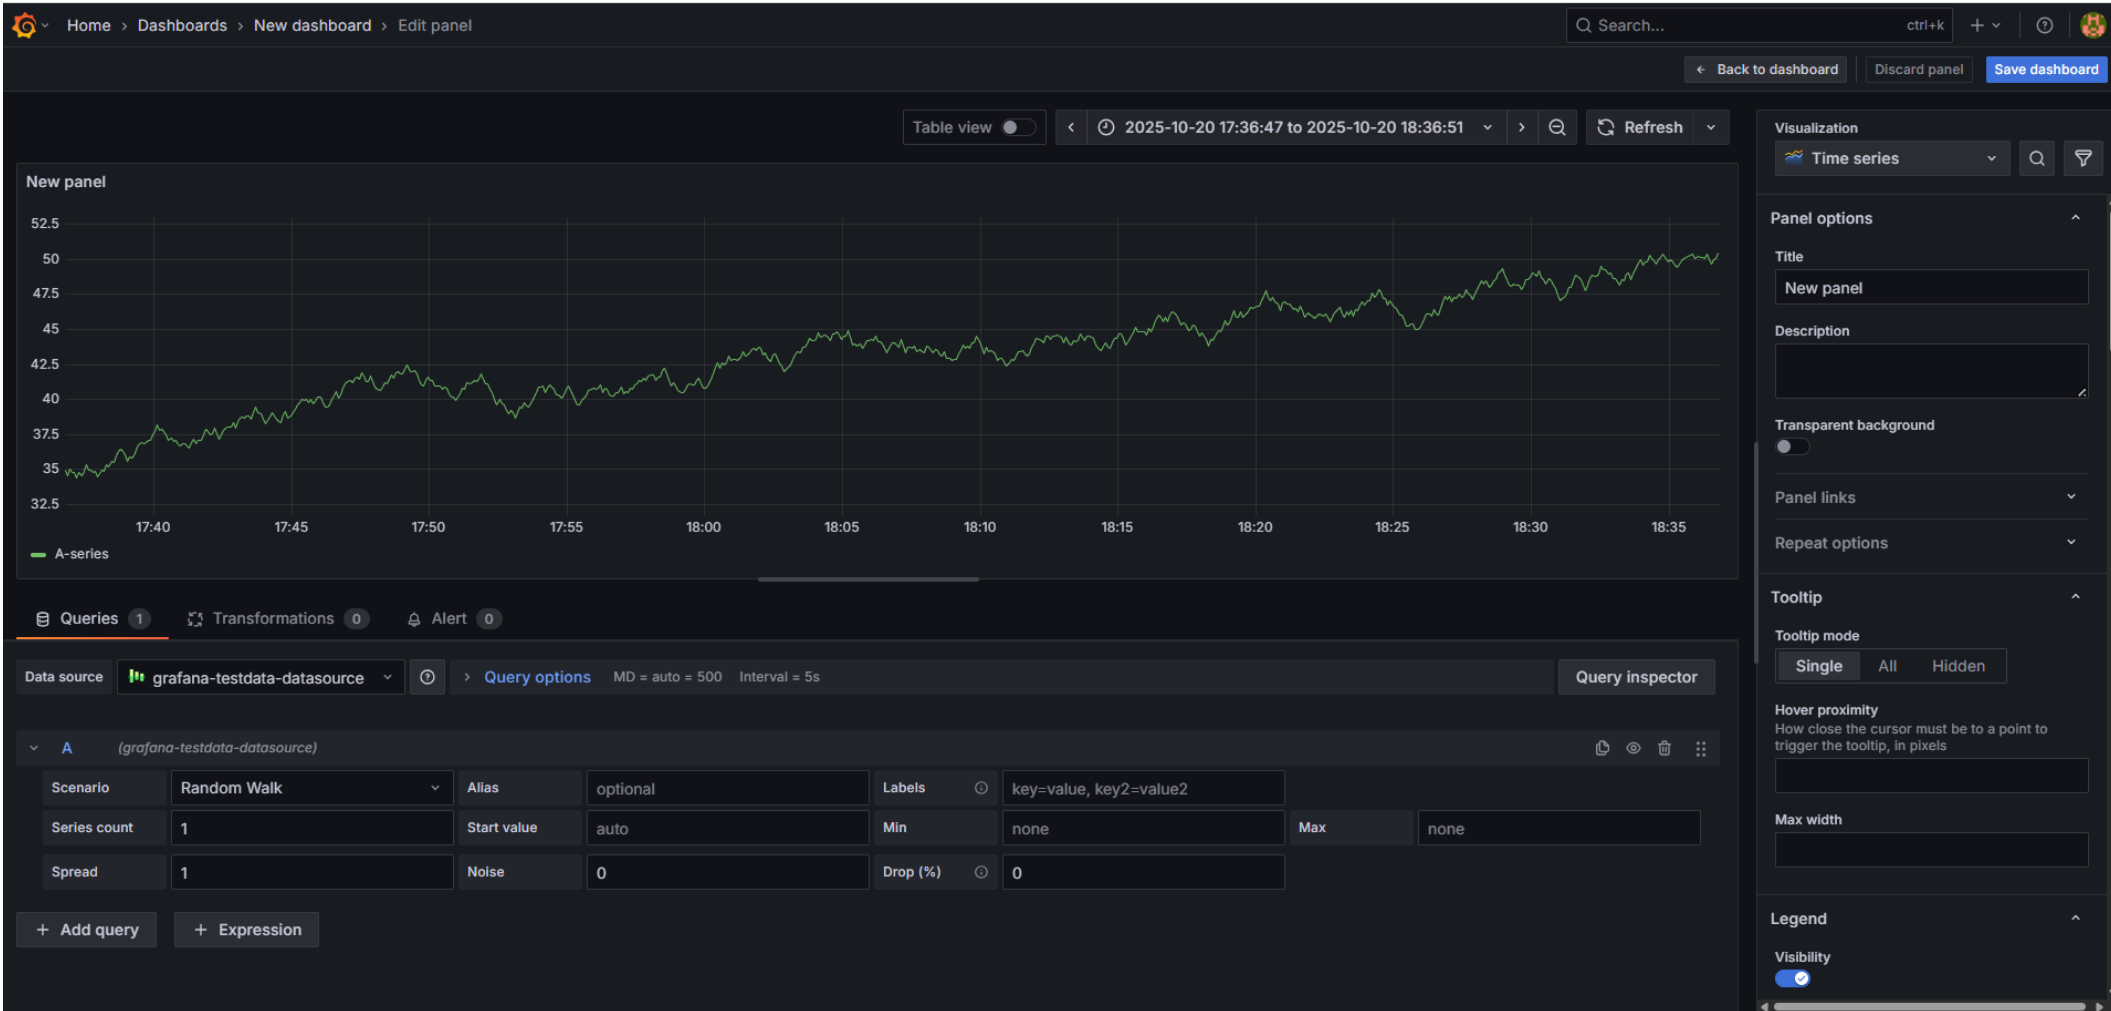 Home › Dashboards › New dashboard › Edit panel
Search... ctrl+k
Back to dashboard Discard panel Save dashboard
Table view 2025-10-20 17:36:47 to 2025-10-20 18:36:51 Refresh
New panel
52.5
50
47.5
45
42.5
40
37.5
35
32.5
17:40 17:45 17:50 17:55 18:00 18:05 18:10 18:15 18:20 18:25 18:30 18:35
A-series
Queries 1 Transformations 0 Alert 0
Data source grafana-testdata-datasource Query options MD = auto = 500 Interval = 5s Query inspector
A (grafana-testdata-datasource)
Scenario Random Walk Alias optional Labels key=value, key2=value2
Series count 1 Start value auto Min none Max none
Spread 1 Noise 0 Drop (%) 0
+ Add query + Expression
Visualization
Time series
Panel options
Title
New panel
Description
Transparent background
Panel links
Repeat options
Tooltip
Tooltip mode
Single All Hidden
Hover proximity
How close the cursor must be to a point to
trigger the tooltip, in pixels
Max width
Legend
Visibility